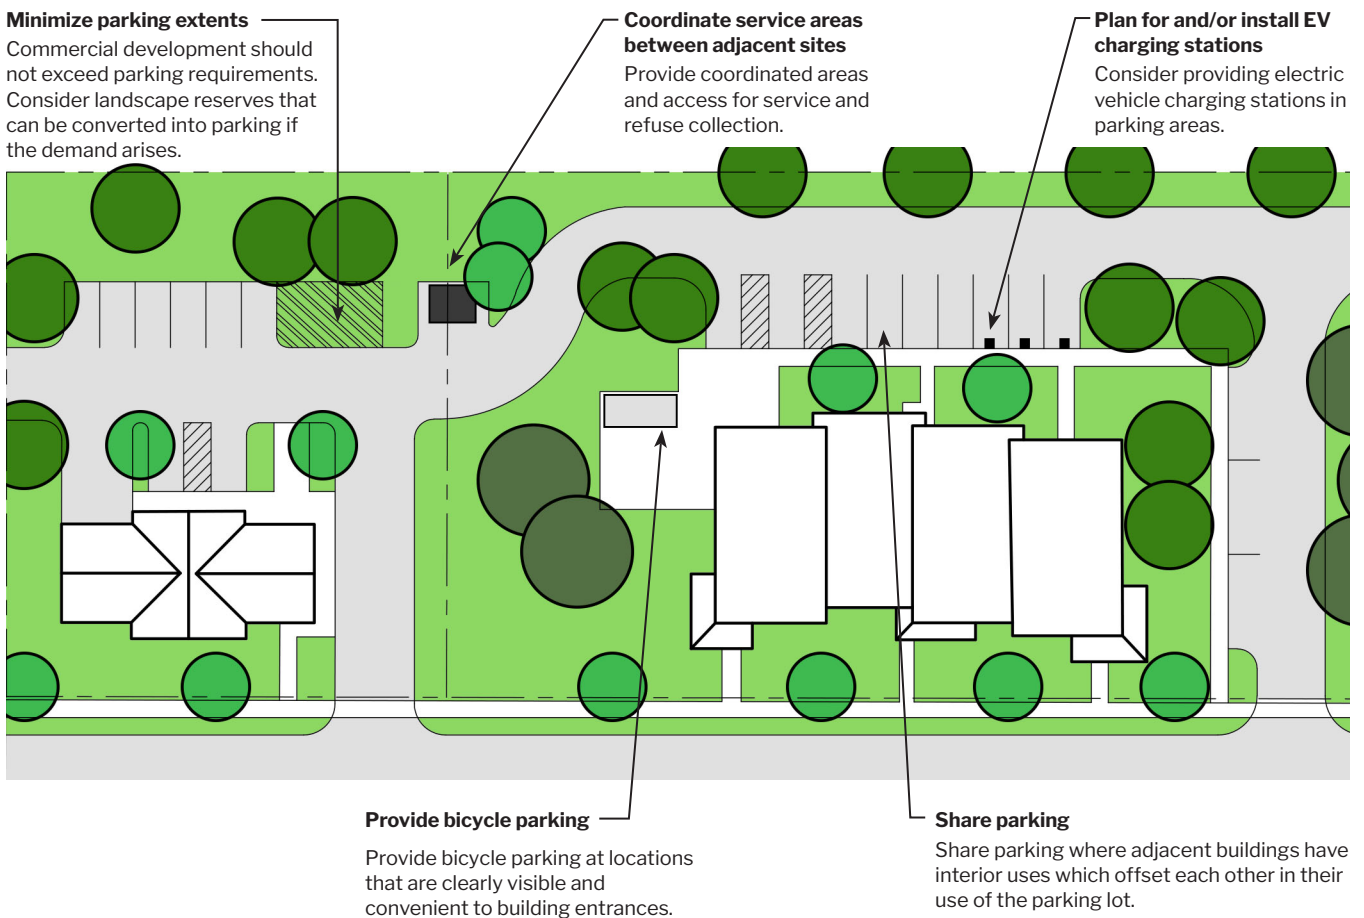 Minimize parking extents
Commercial development should
not exceed parking requirements.
Consider landscape reserves that
can be converted into parking if
the demand arises.
Coordinate service areas
between adjacent sites
Provide coordinated areas
and access for service and
refuse collection.
Plan for and/or install EV
charging stations
Consider providing electric
vehicle charging stations in
parking areas.
Provide bicycle parking
Provide bicycle parking at locations
that are clearly visible and
convenient to building entrances.
Share parking
Share parking where adjacent buildings have
interior uses which offset each other in their
use of the parking lot.